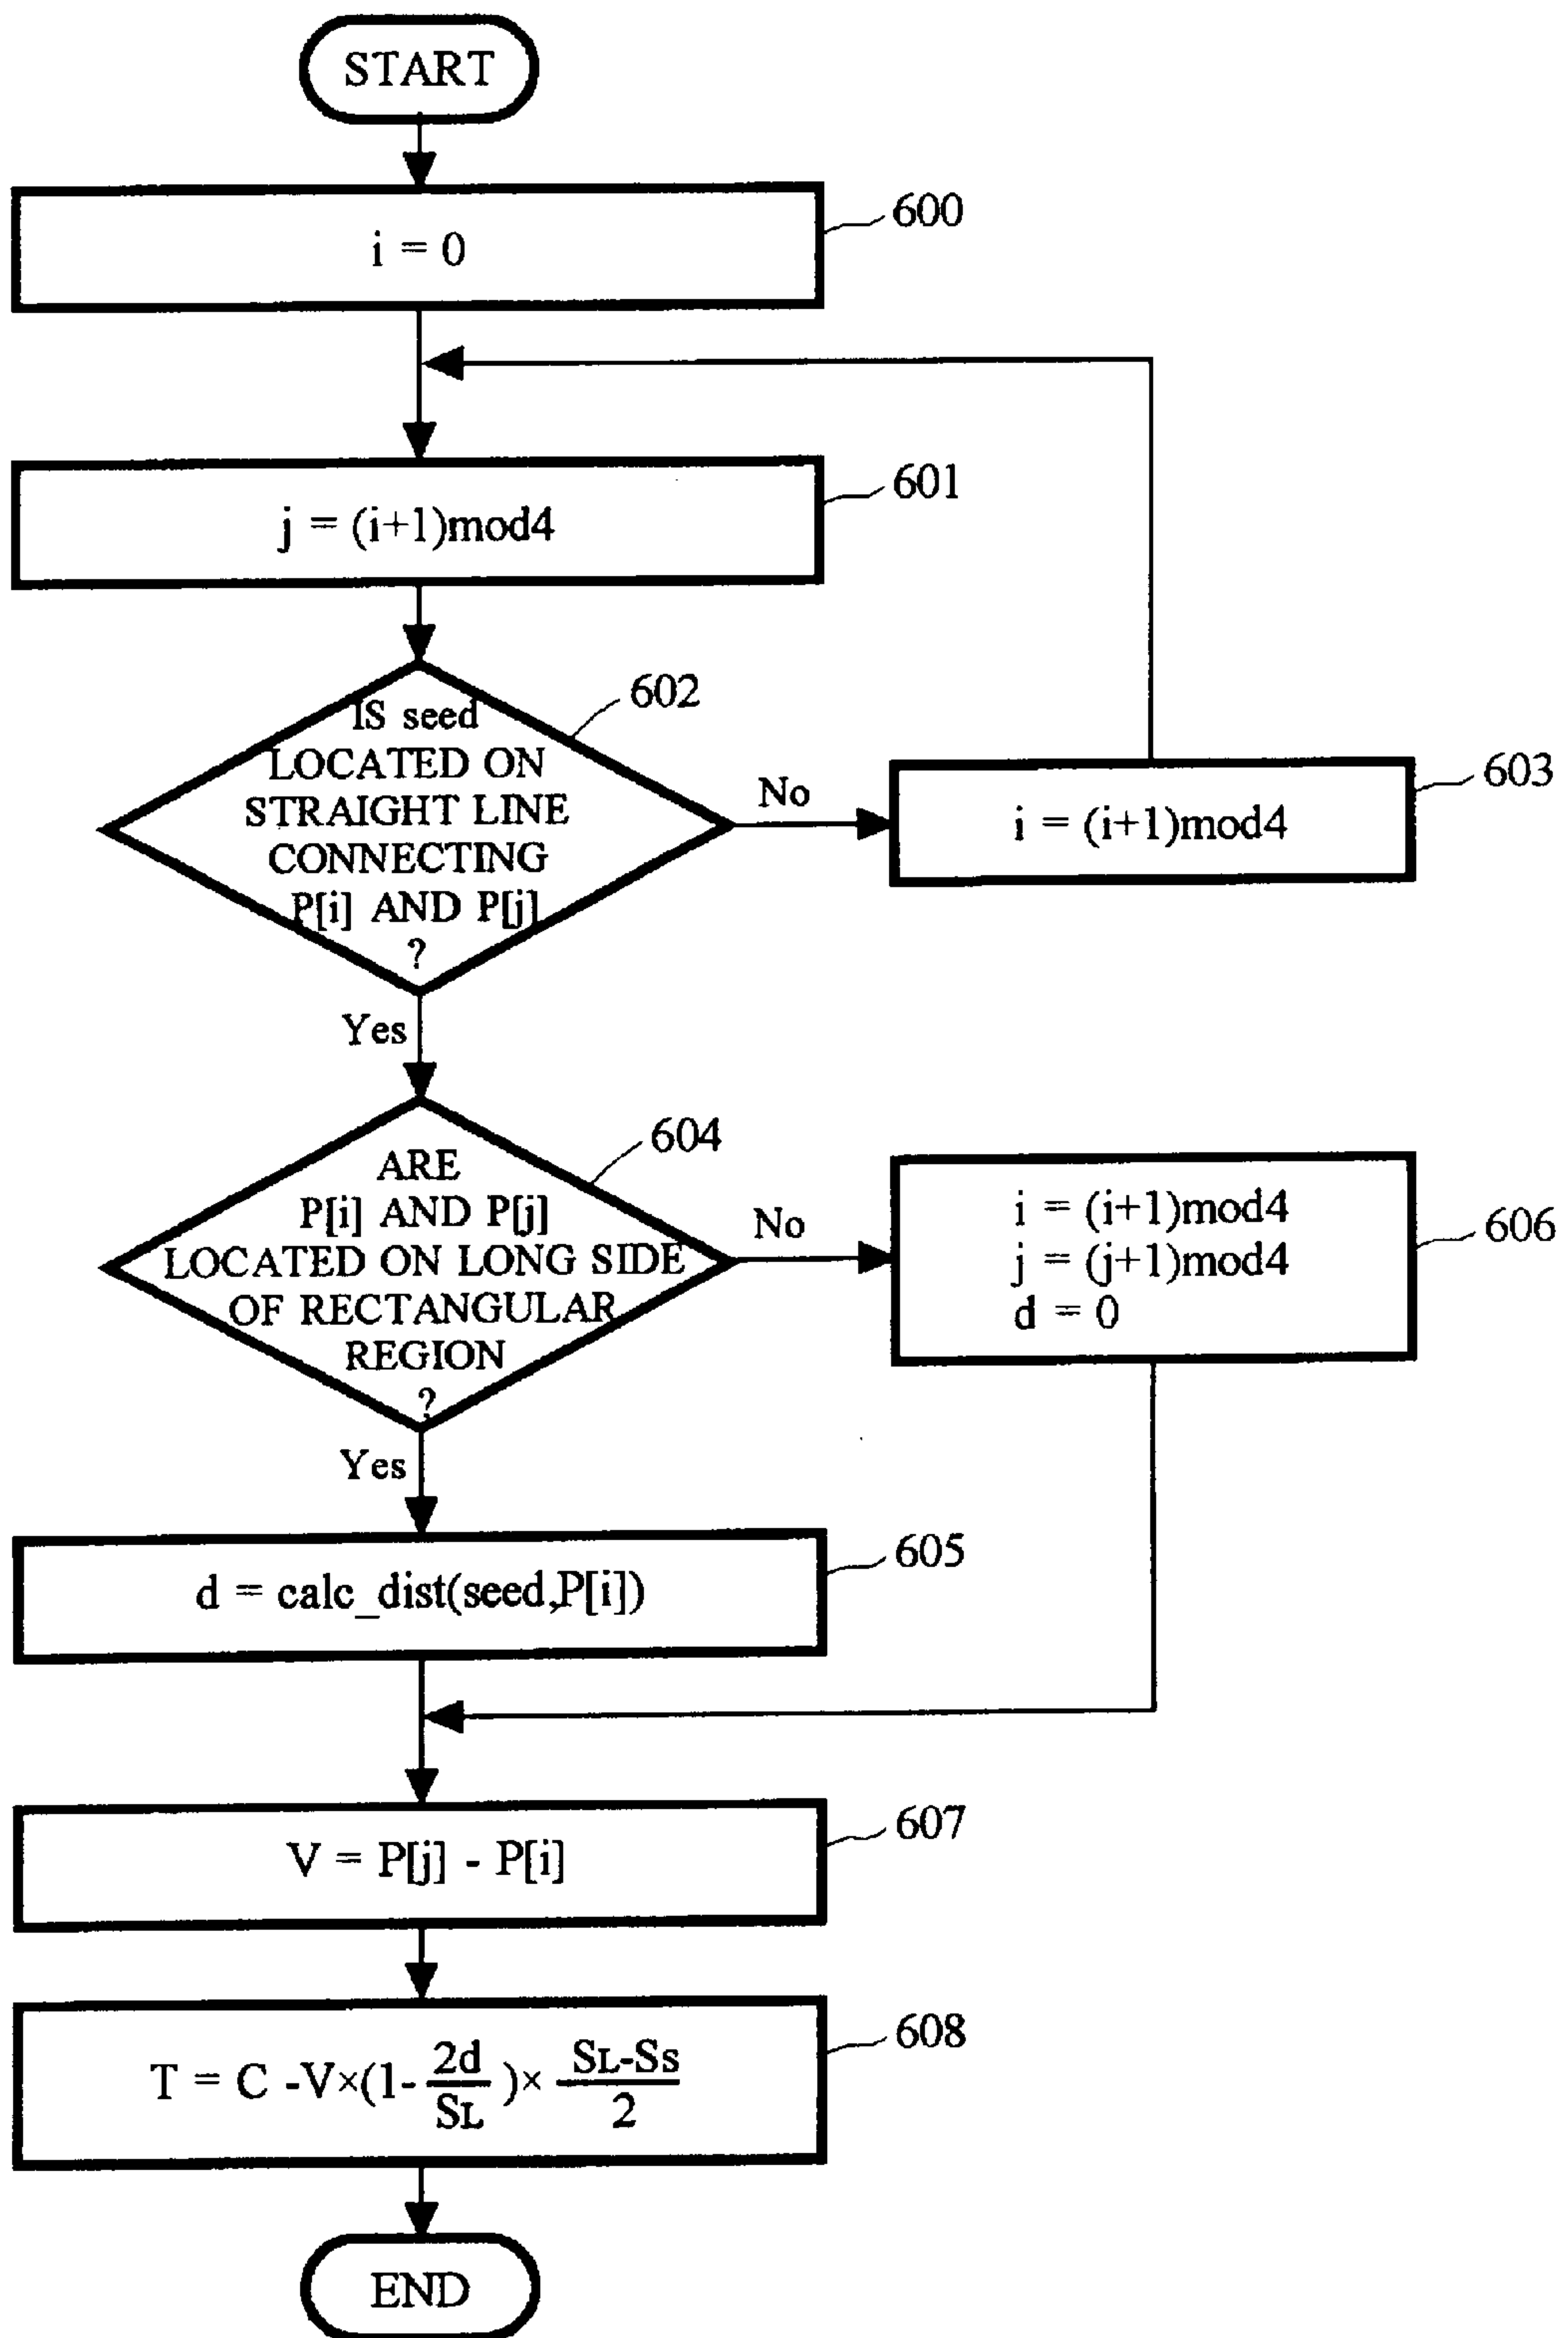 START
600
i = 0
601
j = (i+1)mod4
602
IS seed
LOCATED ON
STRAIGHT LINE
CONNECTING
P[i] AND P[j]
?
No
603
i = (i+1)mod4
Yes
604
ARE
P[i] AND P[j]
LOCATED ON LONG SIDE
OF RECTANGULAR
REGION
?
No
606
i = (i+1)mod4
j = (j+1)mod4
d = 0
Yes
605
d = calc_dist(seed,P[i])
607
V = P[j] - P[i]
608
T = C -V×(1-2d/SL)× SL-Ss/2
END